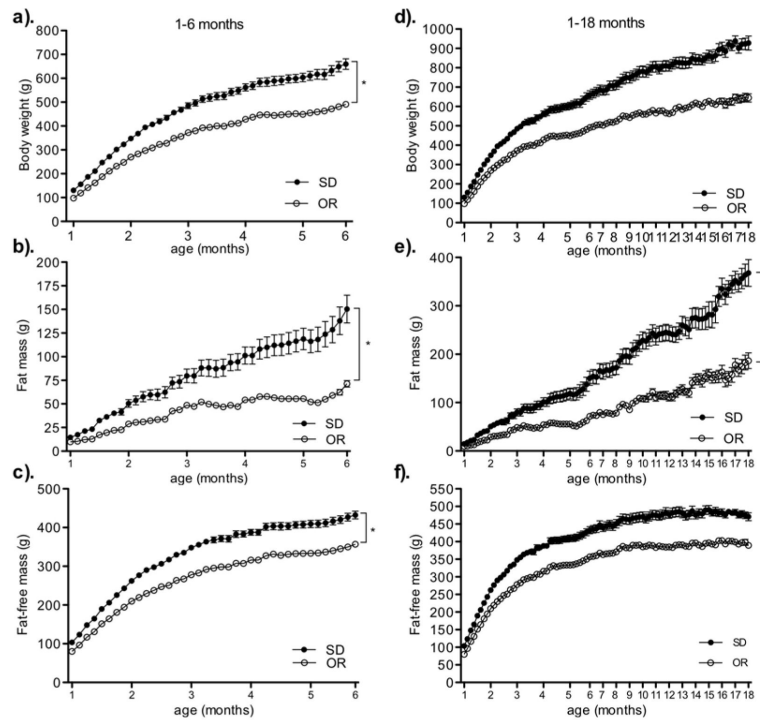 a).
1-6 months
800
700
600
500
400
300
200
100
0
Body weight (g)
*
SD
OR
1 2 3 4 5 6
age (months)
b).
200
175
150
125
100
75
50
25
0
Fat mass (g)
*
SD
OR
1 2 3 4 5 6
age (months)
c).
500
400
300
200
100
0
Fat-free mass (g)
*
SD
OR
1 2 3 4 5 6
age (months)
d).
1-18 months
1000
900
800
700
600
500
400
300
200
100
0
Body weight (g)
SD
OR
1 2 3 4 5 6 7 8 9 10 11 12 13 14 15 16 17 18
age (months)
e).
400
300
200
100
0
Fat mass (g)
SD
OR
1 2 3 4 5 6 7 8 9 10 11 12 13 14 15 16 17 18
age (months)
f).
550
500
450
400
350
300
250
200
150
100
50
0
Fat-free mass (g)
SD
OR
1 2 3 4 5 6 7 8 9 10 11 12 13 14 15 16 17 18
age (months)